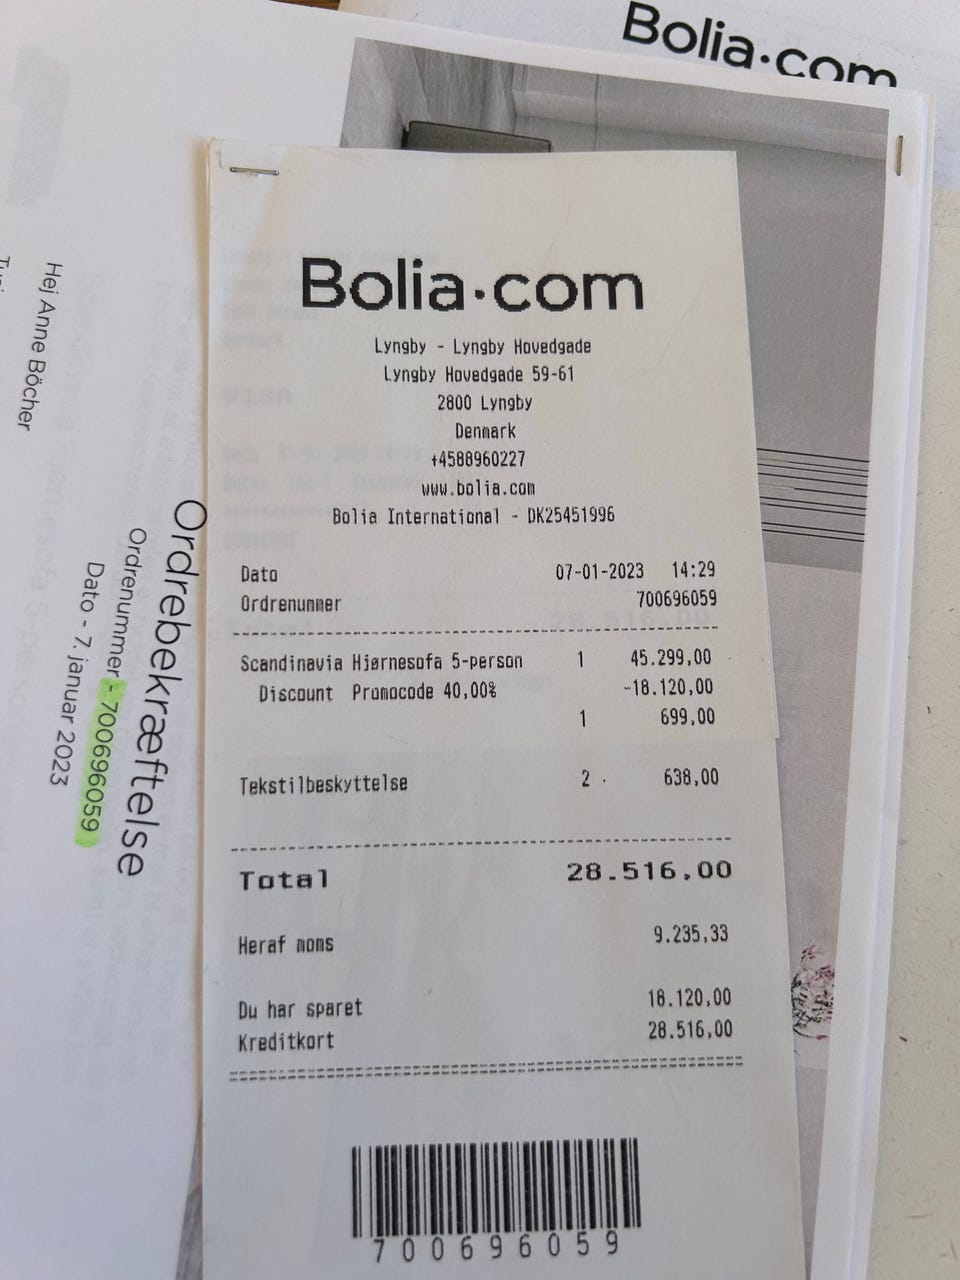 Bolia.com
Bolia.com
Lyngby - Lyngby Hovedgade
Lyngby Hovedgade 59-61
2800 Lyngby
Denmark
+4588960227
www.bolia.com
Bolia International - DK25451996
Dato 07-01-2023 14:29
Ordrenummer 700696059
Scandinavia Hjørnesofa 5-person 1 45.299,00
Discount Promocode 40,00% -18.120,00
1 699,00
Tekstilbeskyttelse 2 638,00
Total 28.516,00
Heraf moms 9.235,33
Du har sparet 18.120,00
Kreditkort 28.516,00
700696059
Ordrebekræftelse
Ordrenummer - 700696059
Dato - 7. januar 2023
Hej Anne Böcher